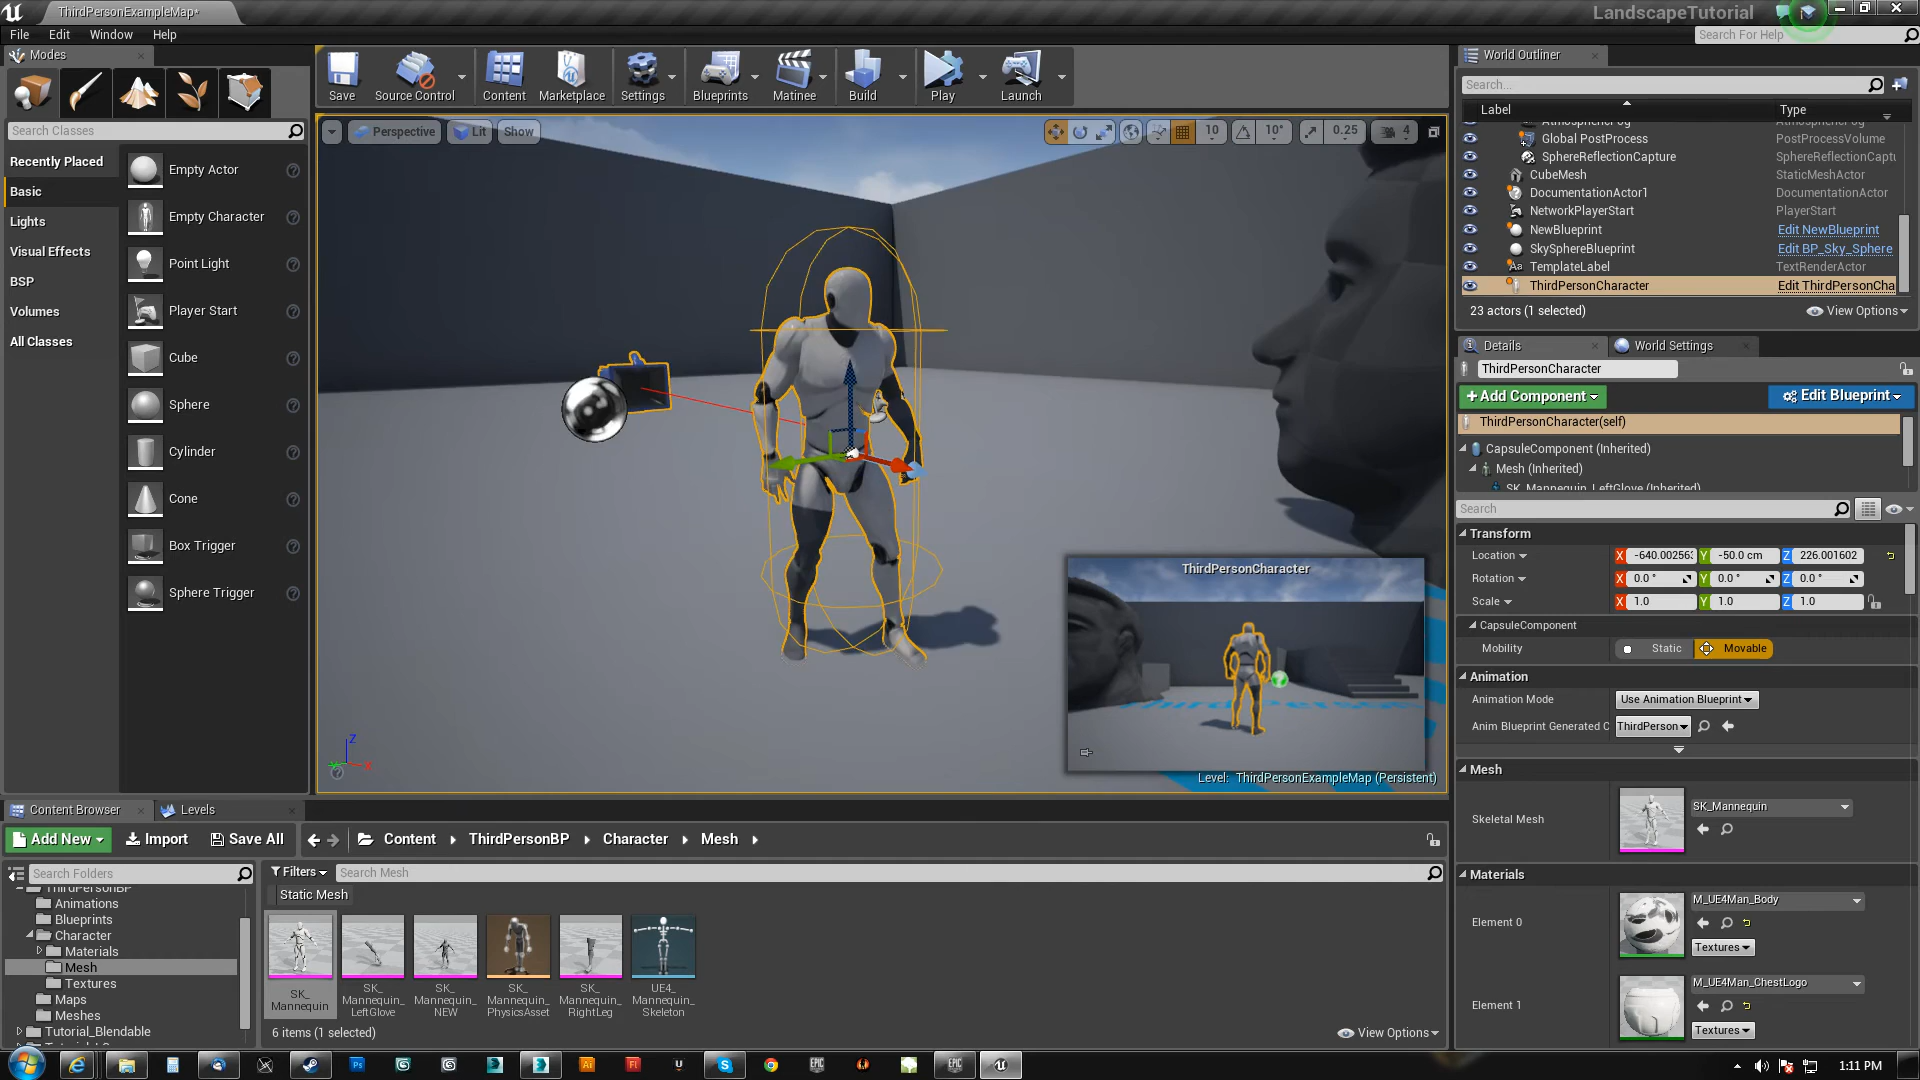 ThirdPersonExampleMap*
LandscapeTutorial
File Edit Window Help
Search For Help
Modes
Search Classes
Recently Placed
Basic
Lights
Visual Effects
BSP
Volumes
All Classes
Empty Actor
Empty Character
Point Light
Player Start
Cube
Sphere
Cylinder
Cone
Box Trigger
Sphere Trigger
Save
Source Control
Content
Marketplace
Settings
Blueprints
Matinee
Build
Play
Launch
Perspective
Lit
Show
10
10°
0.25
4
ThirdPersonCharacter
Level: ThirdPersonExampleMap (Persistent)
World Outliner
Search...
Label Type
Global PostProcess PostProcessVolume
SphereReflectionCapture SphereReflectionCaptu
CubeMesh StaticMeshActor
DocumentationActor1 DocumentationActor
NetworkPlayerStart PlayerStart
NewBlueprint Edit NewBlueprint
SkySphereBlueprint Edit BP_Sky_Sphere
TemplateLabel TextRenderActor
ThirdPersonCharacter Edit ThirdPersonCha
23 actors (1 selected)
View Options
Details
World Settings
ThirdPersonCharacter
Add Component
Edit Blueprint
ThirdPersonCharacter(self)
CapsuleComponent (Inherited)
Mesh (Inherited)
SK_Mannequin_LeftGlove (Inherited)
Search
Transform
Location X -640.002563 Y -50.0 cm Z 226.001602
Rotation X 0.0 ° Y 0.0 ° Z 0.0 °
Scale X 1.0 Y 1.0 Z 1.0
CapsuleComponent
Mobility Static Movable
Animation
Animation Mode Use Animation Blueprint
Anim Blueprint Generated C ThirdPerson
Mesh
Skeletal Mesh SK_Mannequin
Materials
Element 0 M_UE4Man_Body
Textures
Element 1 M_UE4Man_ChestLogo
Textures
Content Browser
Levels
Add New
Import
Save All
Content
ThirdPersonBP
Character
Mesh
Search Folders
Filters
Search Mesh
Static Mesh
ThirdPersonBP
Animations
Blueprints
Character
Materials
Mesh
Textures
Maps
Meshes
Tutorial_Blendable
SK_
Mannequin
SK_
Mannequin_
LeftGlove
SK_
Mannequin_
NEW
SK_
Mannequin_
PhysicsAsset
SK_
Mannequin_
RightLeg
UE4_
Mannequin_
Skeleton
6 items (1 selected)
View Options
1:11 PM